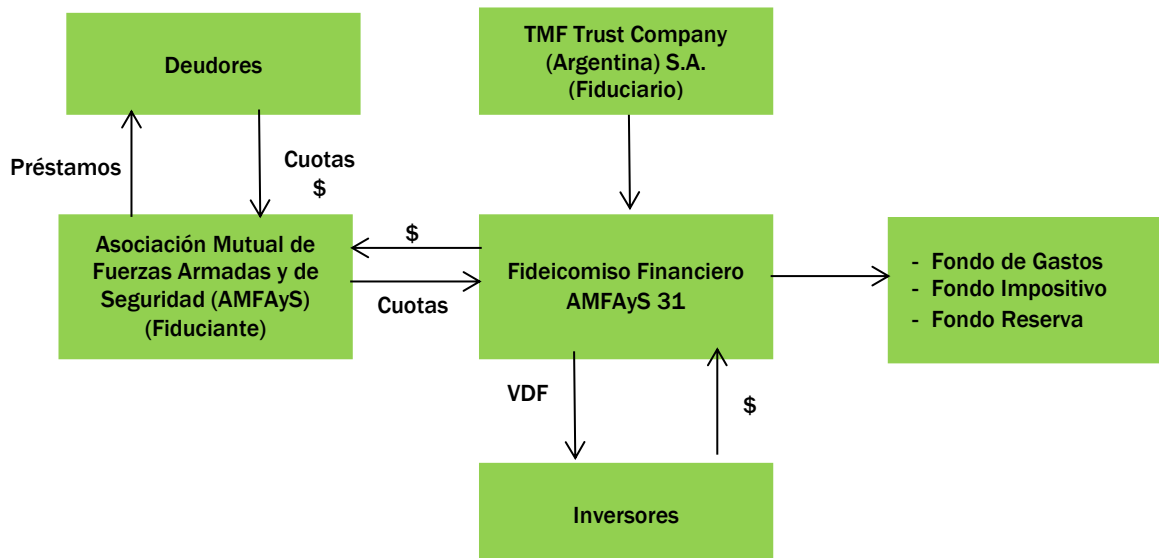 Deudores
TMF Trust Company
(Argentina) S.A.
(Fiduciario)
Préstamos
Cuotas
$
Asociación Mutual de
Fuerzas Armadas y de
Seguridad (AMFAyS)
(Fiduciante)
$
Cuotas
Fideicomiso Financiero
AMFAyS 31
- Fondo de Gastos
- Fondo Impositivo
- Fondo Reserva
VDF
$
Inversores